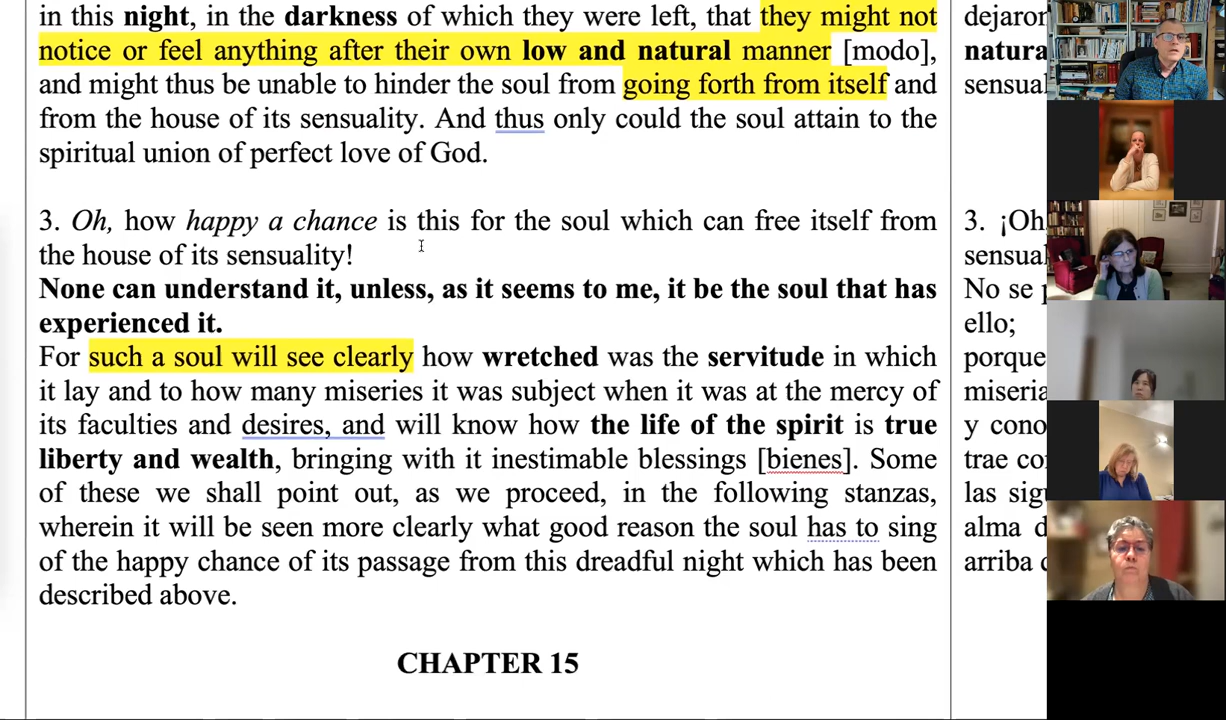 in this night, in the darkness of which they were left, that they might not
notice or feel anything after their own low and natural manner [modo],
and might thus be unable to hinder the soul from going forth from itself and
from the house of its sensuality. And thus only could the soul attain to the
spiritual union of perfect love of God.
3. Oh, how happy a chance is this for the soul which can free itself from
the house of its sensuality!
None can understand it, unless, as it seems to me, it be the soul that has
experienced it.
For such a soul will see clearly how wretched was the servitude in which
it lay and to how many miseries it was subject when it was at the mercy of
its faculties and desires, and will know how the life of the spirit is true
liberty and wealth, bringing with it inestimable blessings [bienes]. Some
of these we shall point out, as we proceed, in the following stanzas,
wherein it will be seen more clearly what good reason the soul has to sing
of the happy chance of its passage from this dreadful night which has been
described above.
CHAPTER 15
dejaron
natura
sensual
3. ¡Oh
sensual
No se
ello;
porque
miseria
y cono
trae co
las sig
alma d
arriba